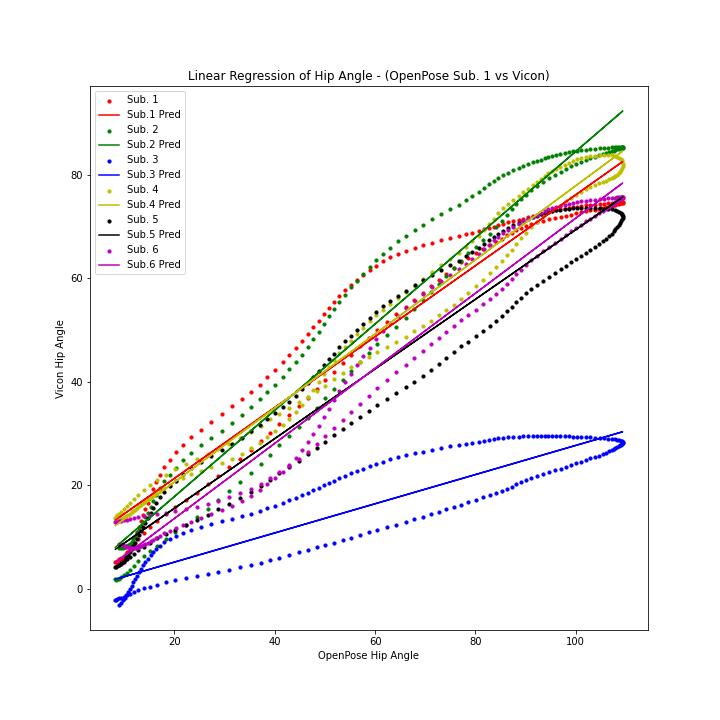 Linear Regression of Hip Angle - (OpenPose Sub. 1 vs Vicon)
Sub. 1
Sub.1 Pred
Sub. 2
Sub.2 Pred
Sub. 3
Sub.3 Pred
Sub. 4
Sub.4 Pred
Sub. 5
Sub.5 Pred
Sub. 6
Sub.6 Pred
80
60
40
20
0
Vicon Hip Angle
20 40 60 80 100
OpenPose Hip Angle